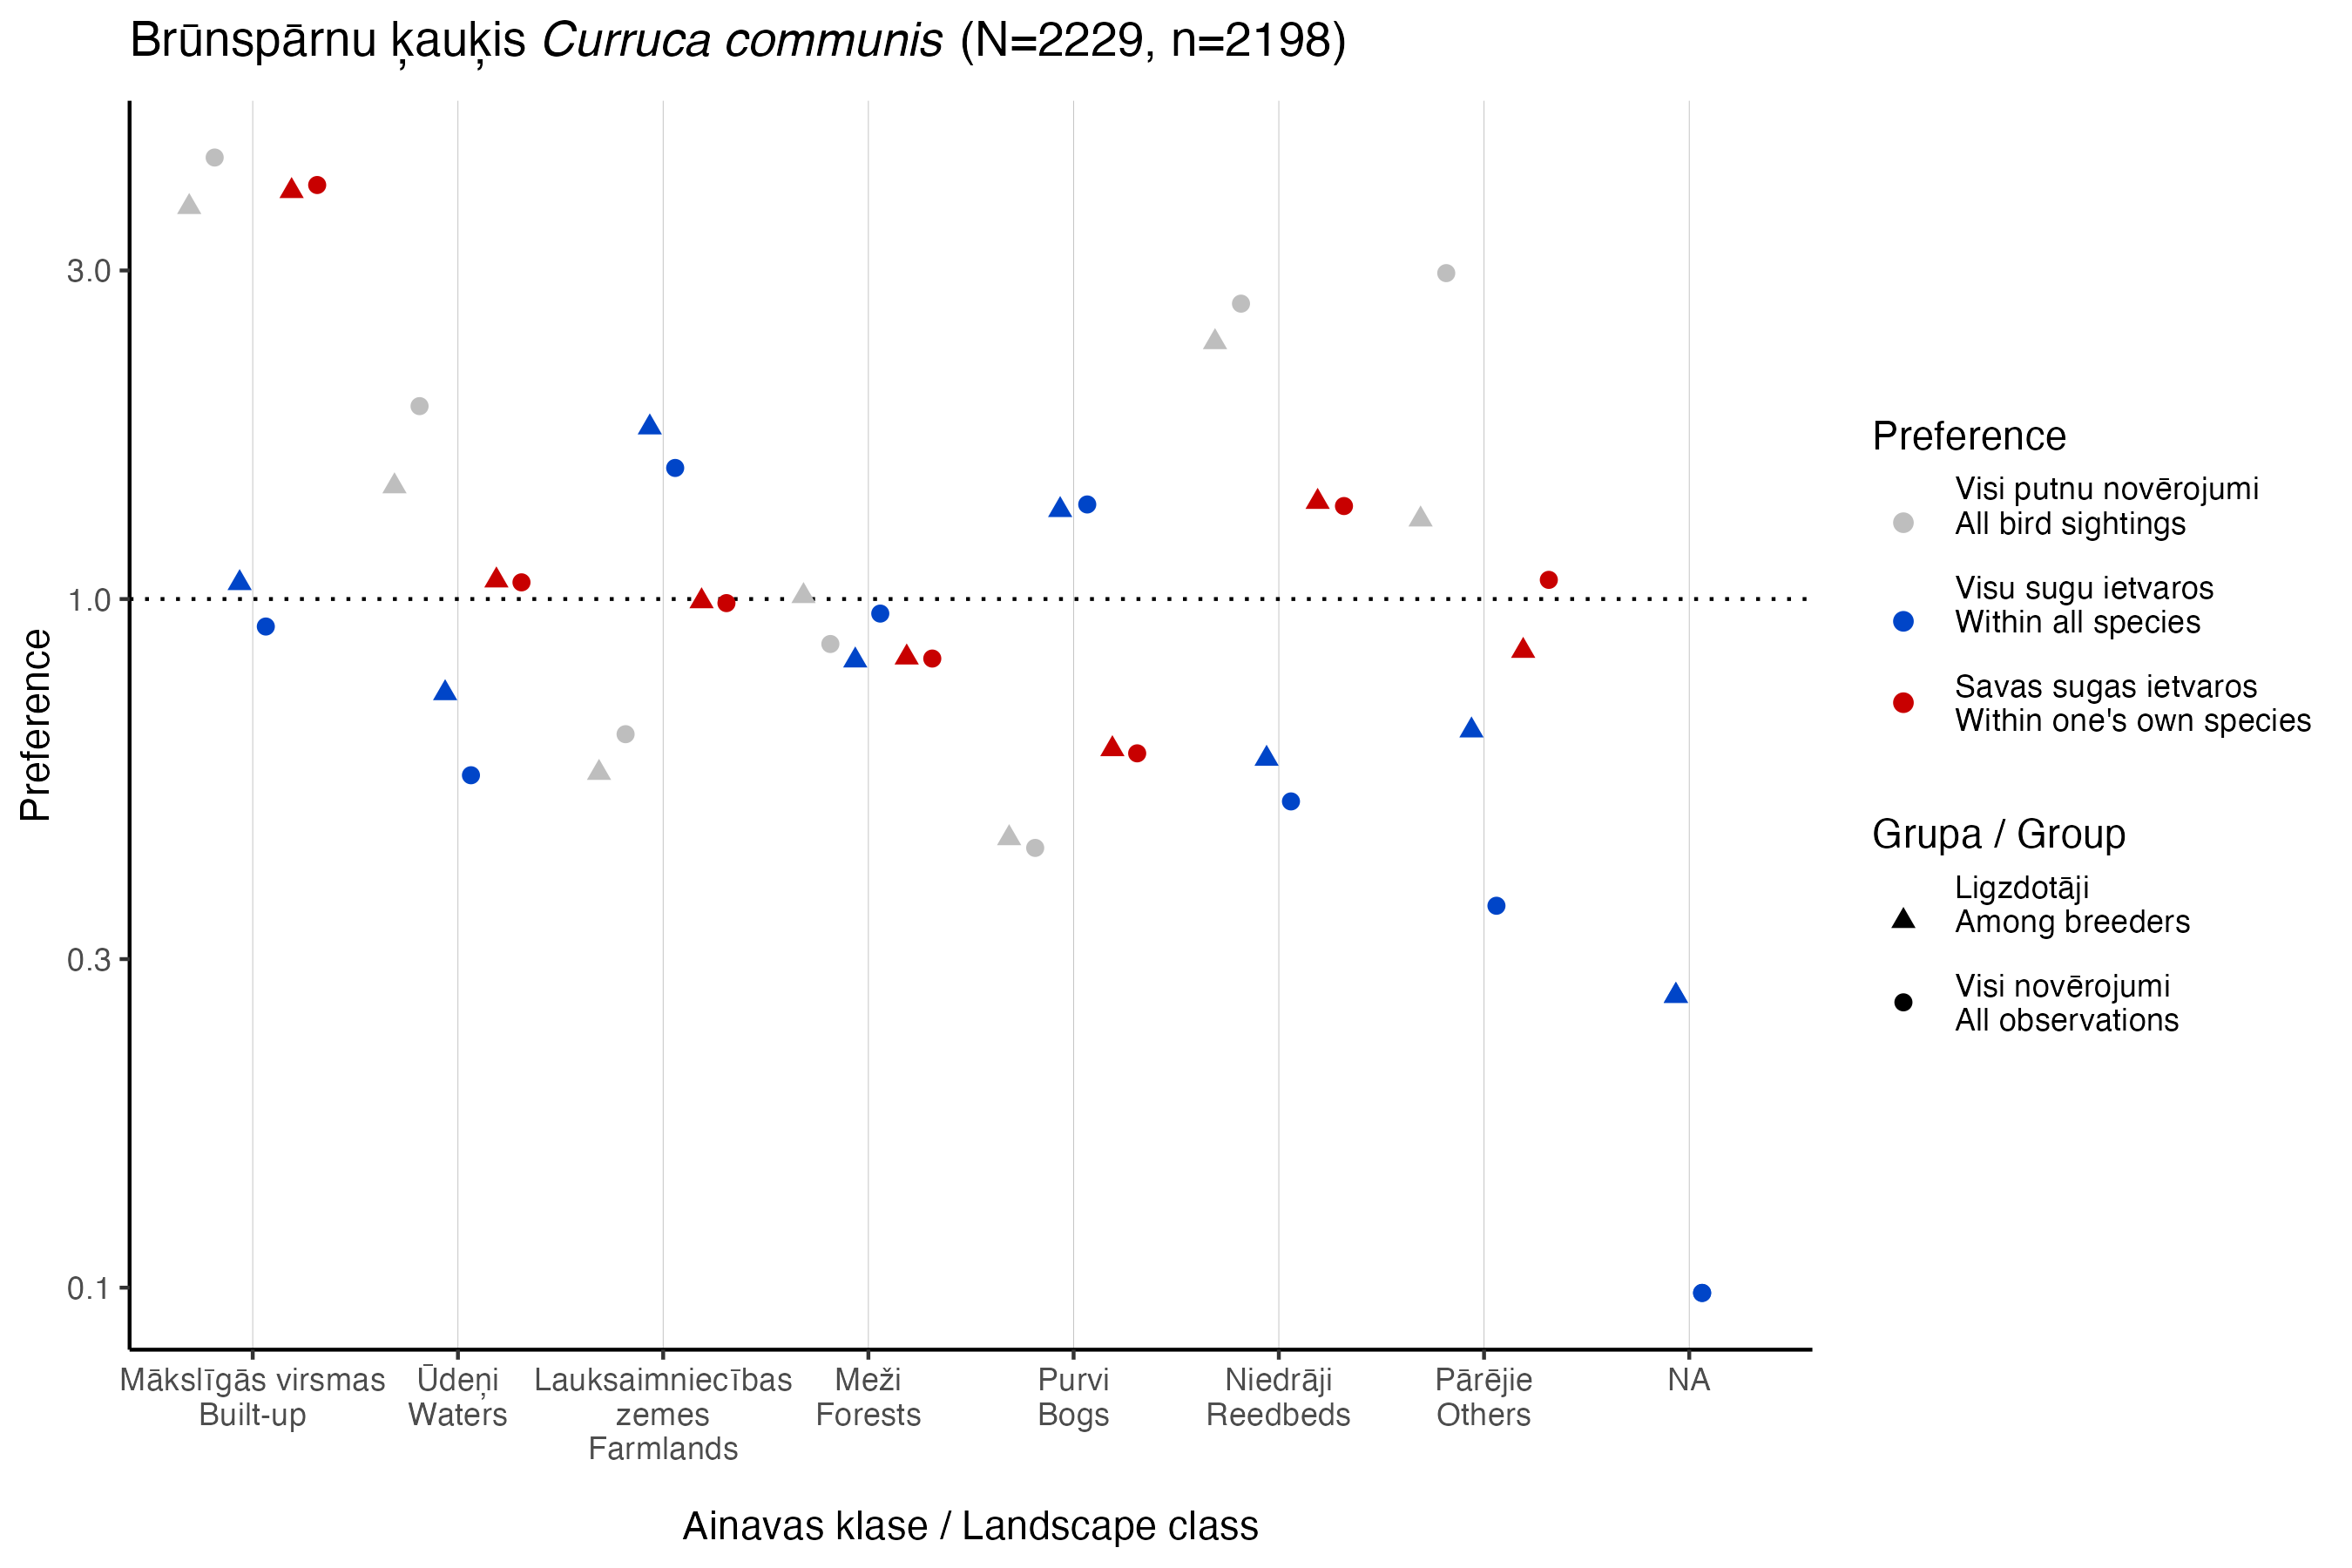 Brūnspārnu ķauķis Curruca communis (N=2229, n=2198)
Preference
3.0
1.0
0.3
0.1
Mākslīgās virsmas
Built-up
Ūdeņi
Waters
Lauksaimniecības
zemes
Farmlands
Meži
Forests
Purvi
Bogs
Niedrāji
Reedbeds
Pārējie
Others
NA
Ainavas klase / Landscape class
Preference
Visi putnu novērojumi
All bird sightings
Visu sugu ietvaros
Within all species
Savas sugas ietvaros
Within one's own species
Grupa / Group
Ligzdotāji
Among breeders
Visi novērojumi
All observations